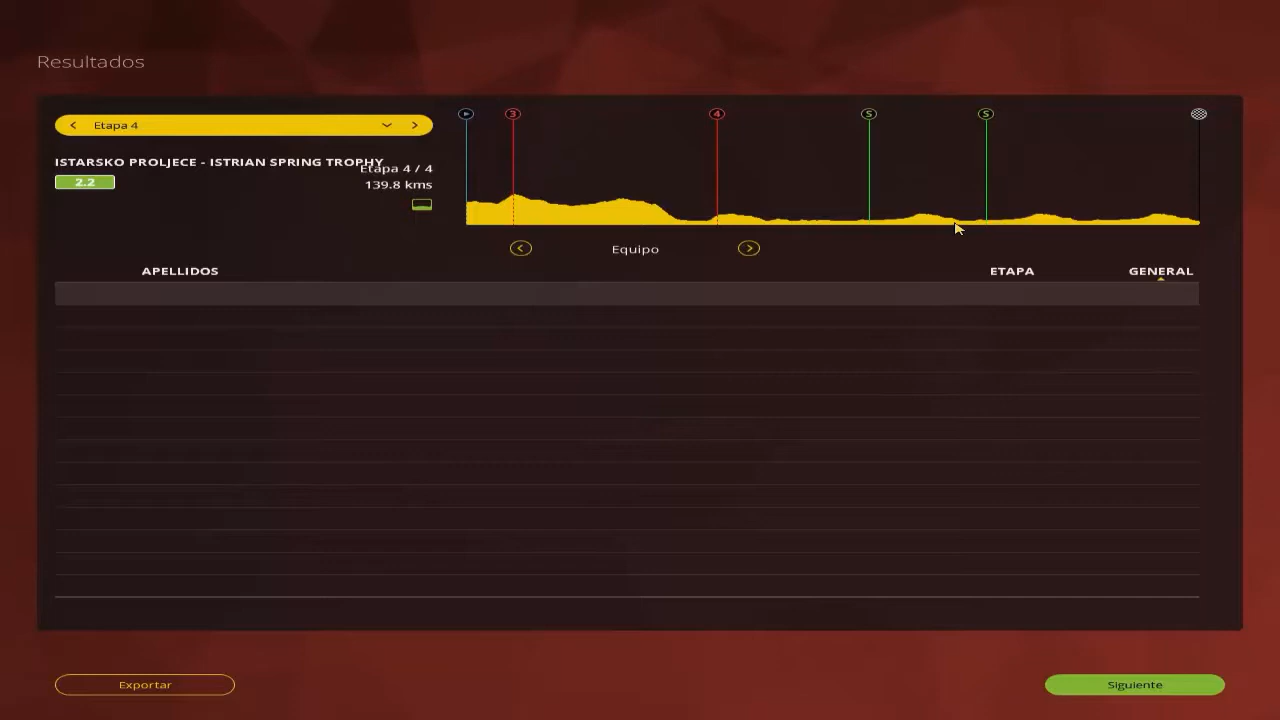 Resultados
Etapa 4
3
4
S
S
ISTARSKO PROLJECE - ISTRIAN SPRING TROPHY
Etapa 4 / 4
2.2
139.8 kms
Equipo
APELLIDOS
ETAPA
GENERAL
Exportar
Siguiente